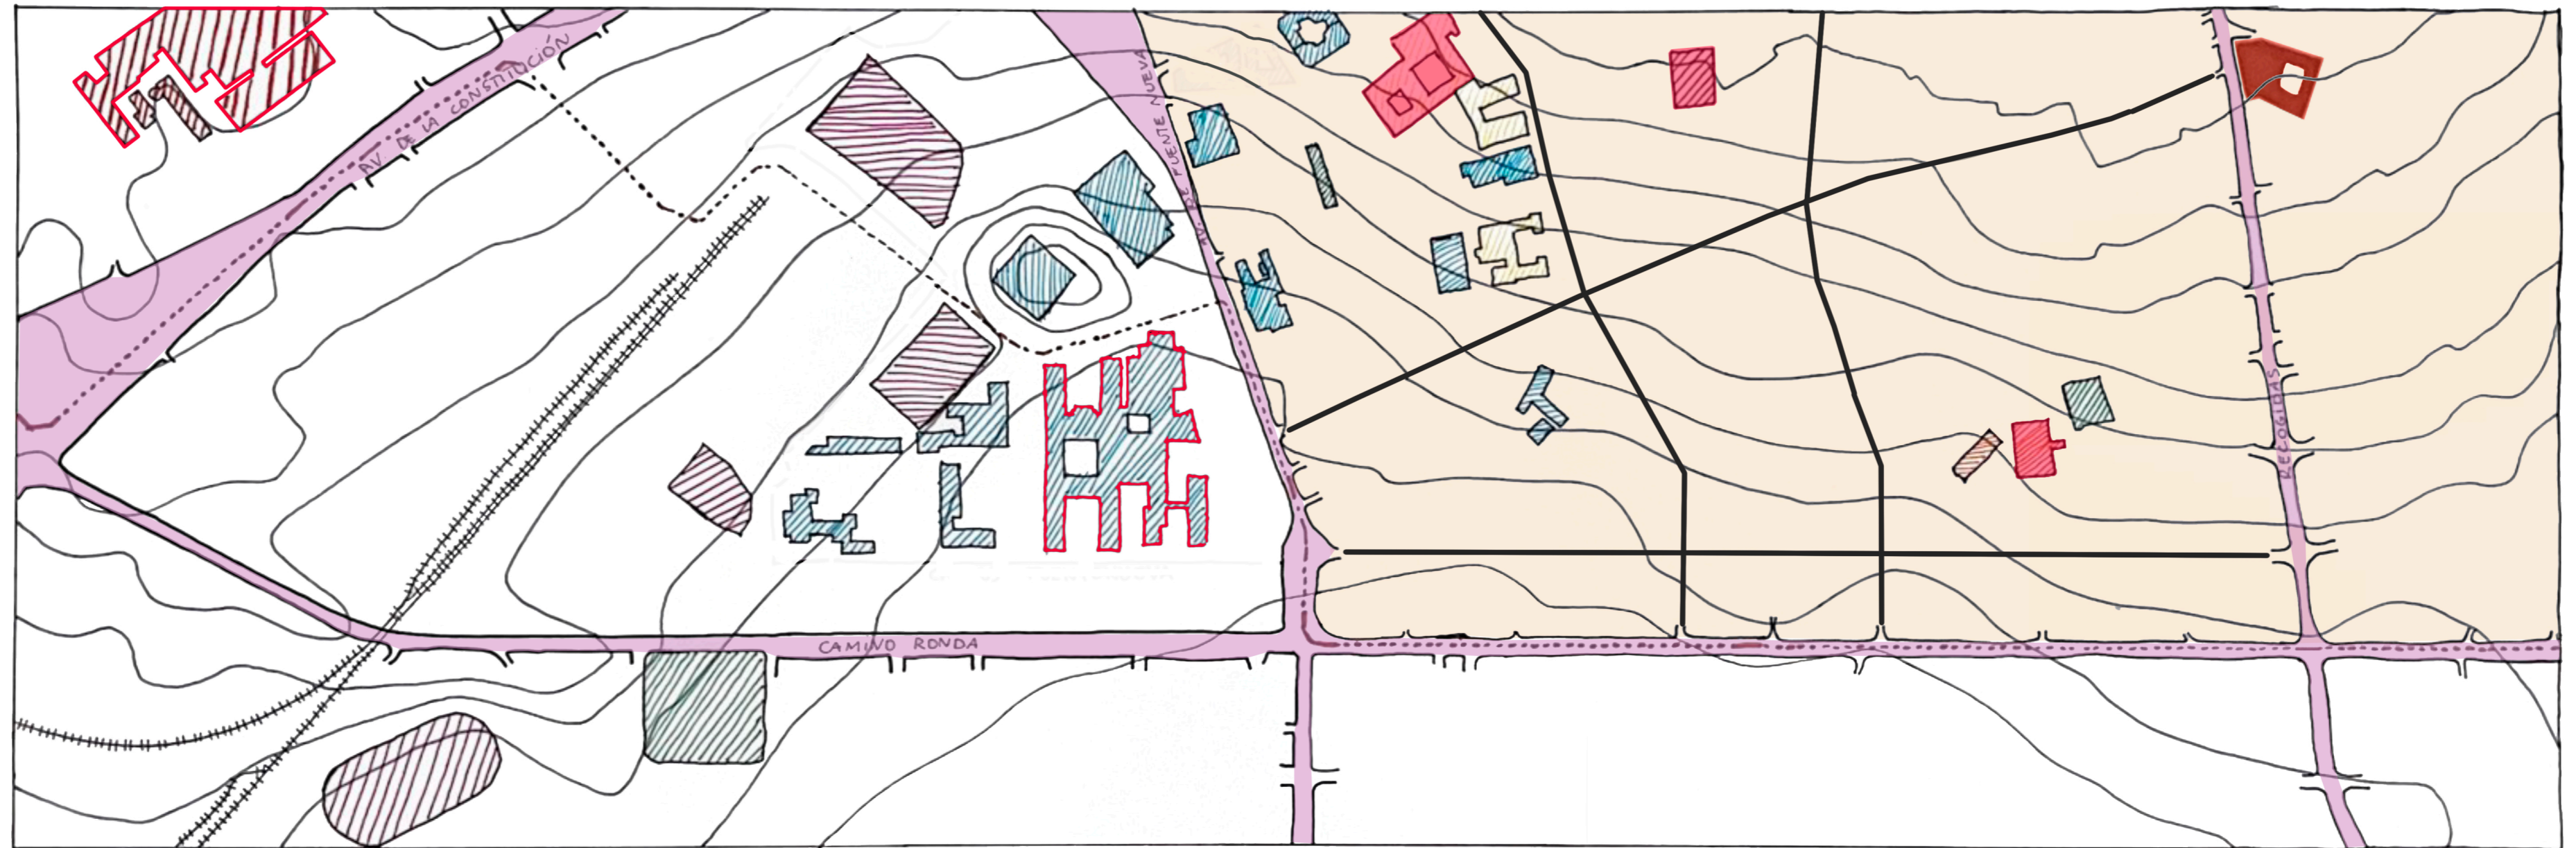 AV. DE LA CONSTITUCIÓN
AV. DE FUENTE NUEVA
RECOGIDAS
CAMINO RONDA